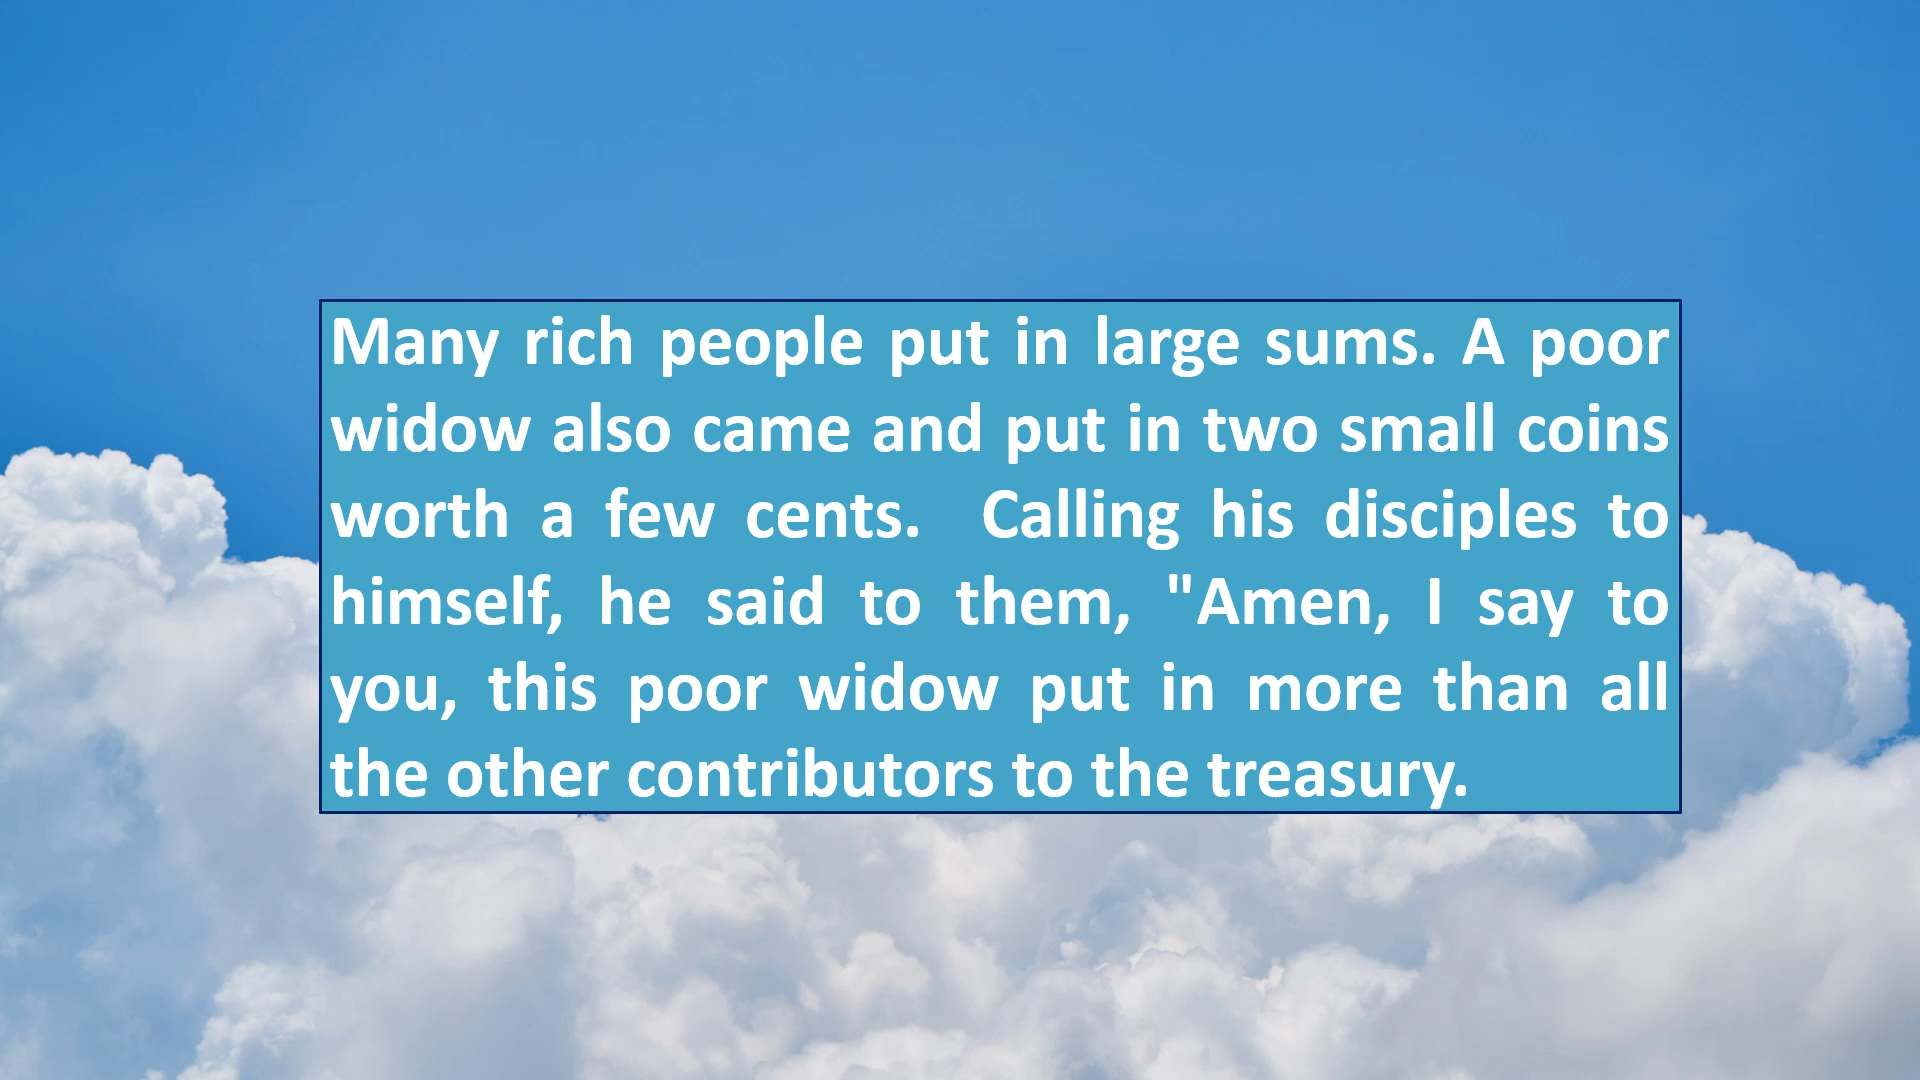 Many rich people put in large sums. A poor
widow also came and put in two small coins
worth a few cents.  Calling his disciples to
himself, he said to them, "Amen, I say to
you, this poor widow put in more than all
the other contributors to the treasury.